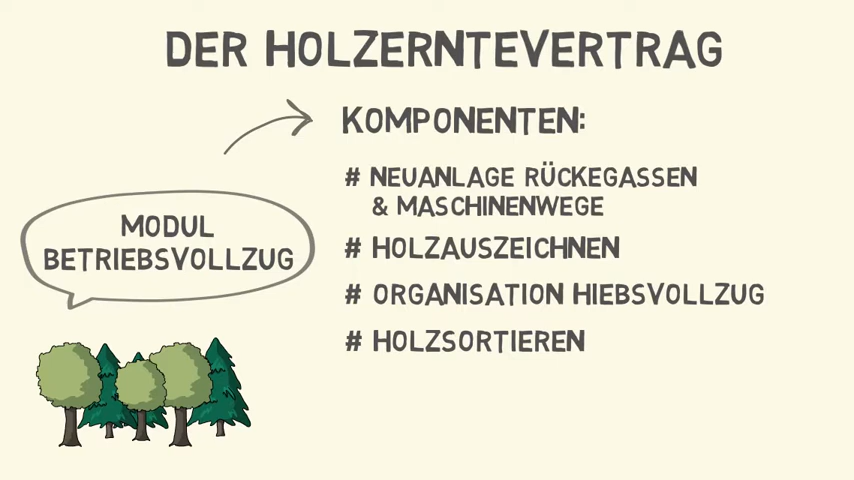 DER HOLZERNTEVERTRAG
KOMPONENTEN:
# NEUANLAGE RÜCKEGASSEN
& MASCHINENWEGE
# HOLZAUSZEICHNEN
# ORGANISATION HIEBSVOLLZUG
# HOLZSORTIEREN
MODUL
BETRIEBSVOLLZUG